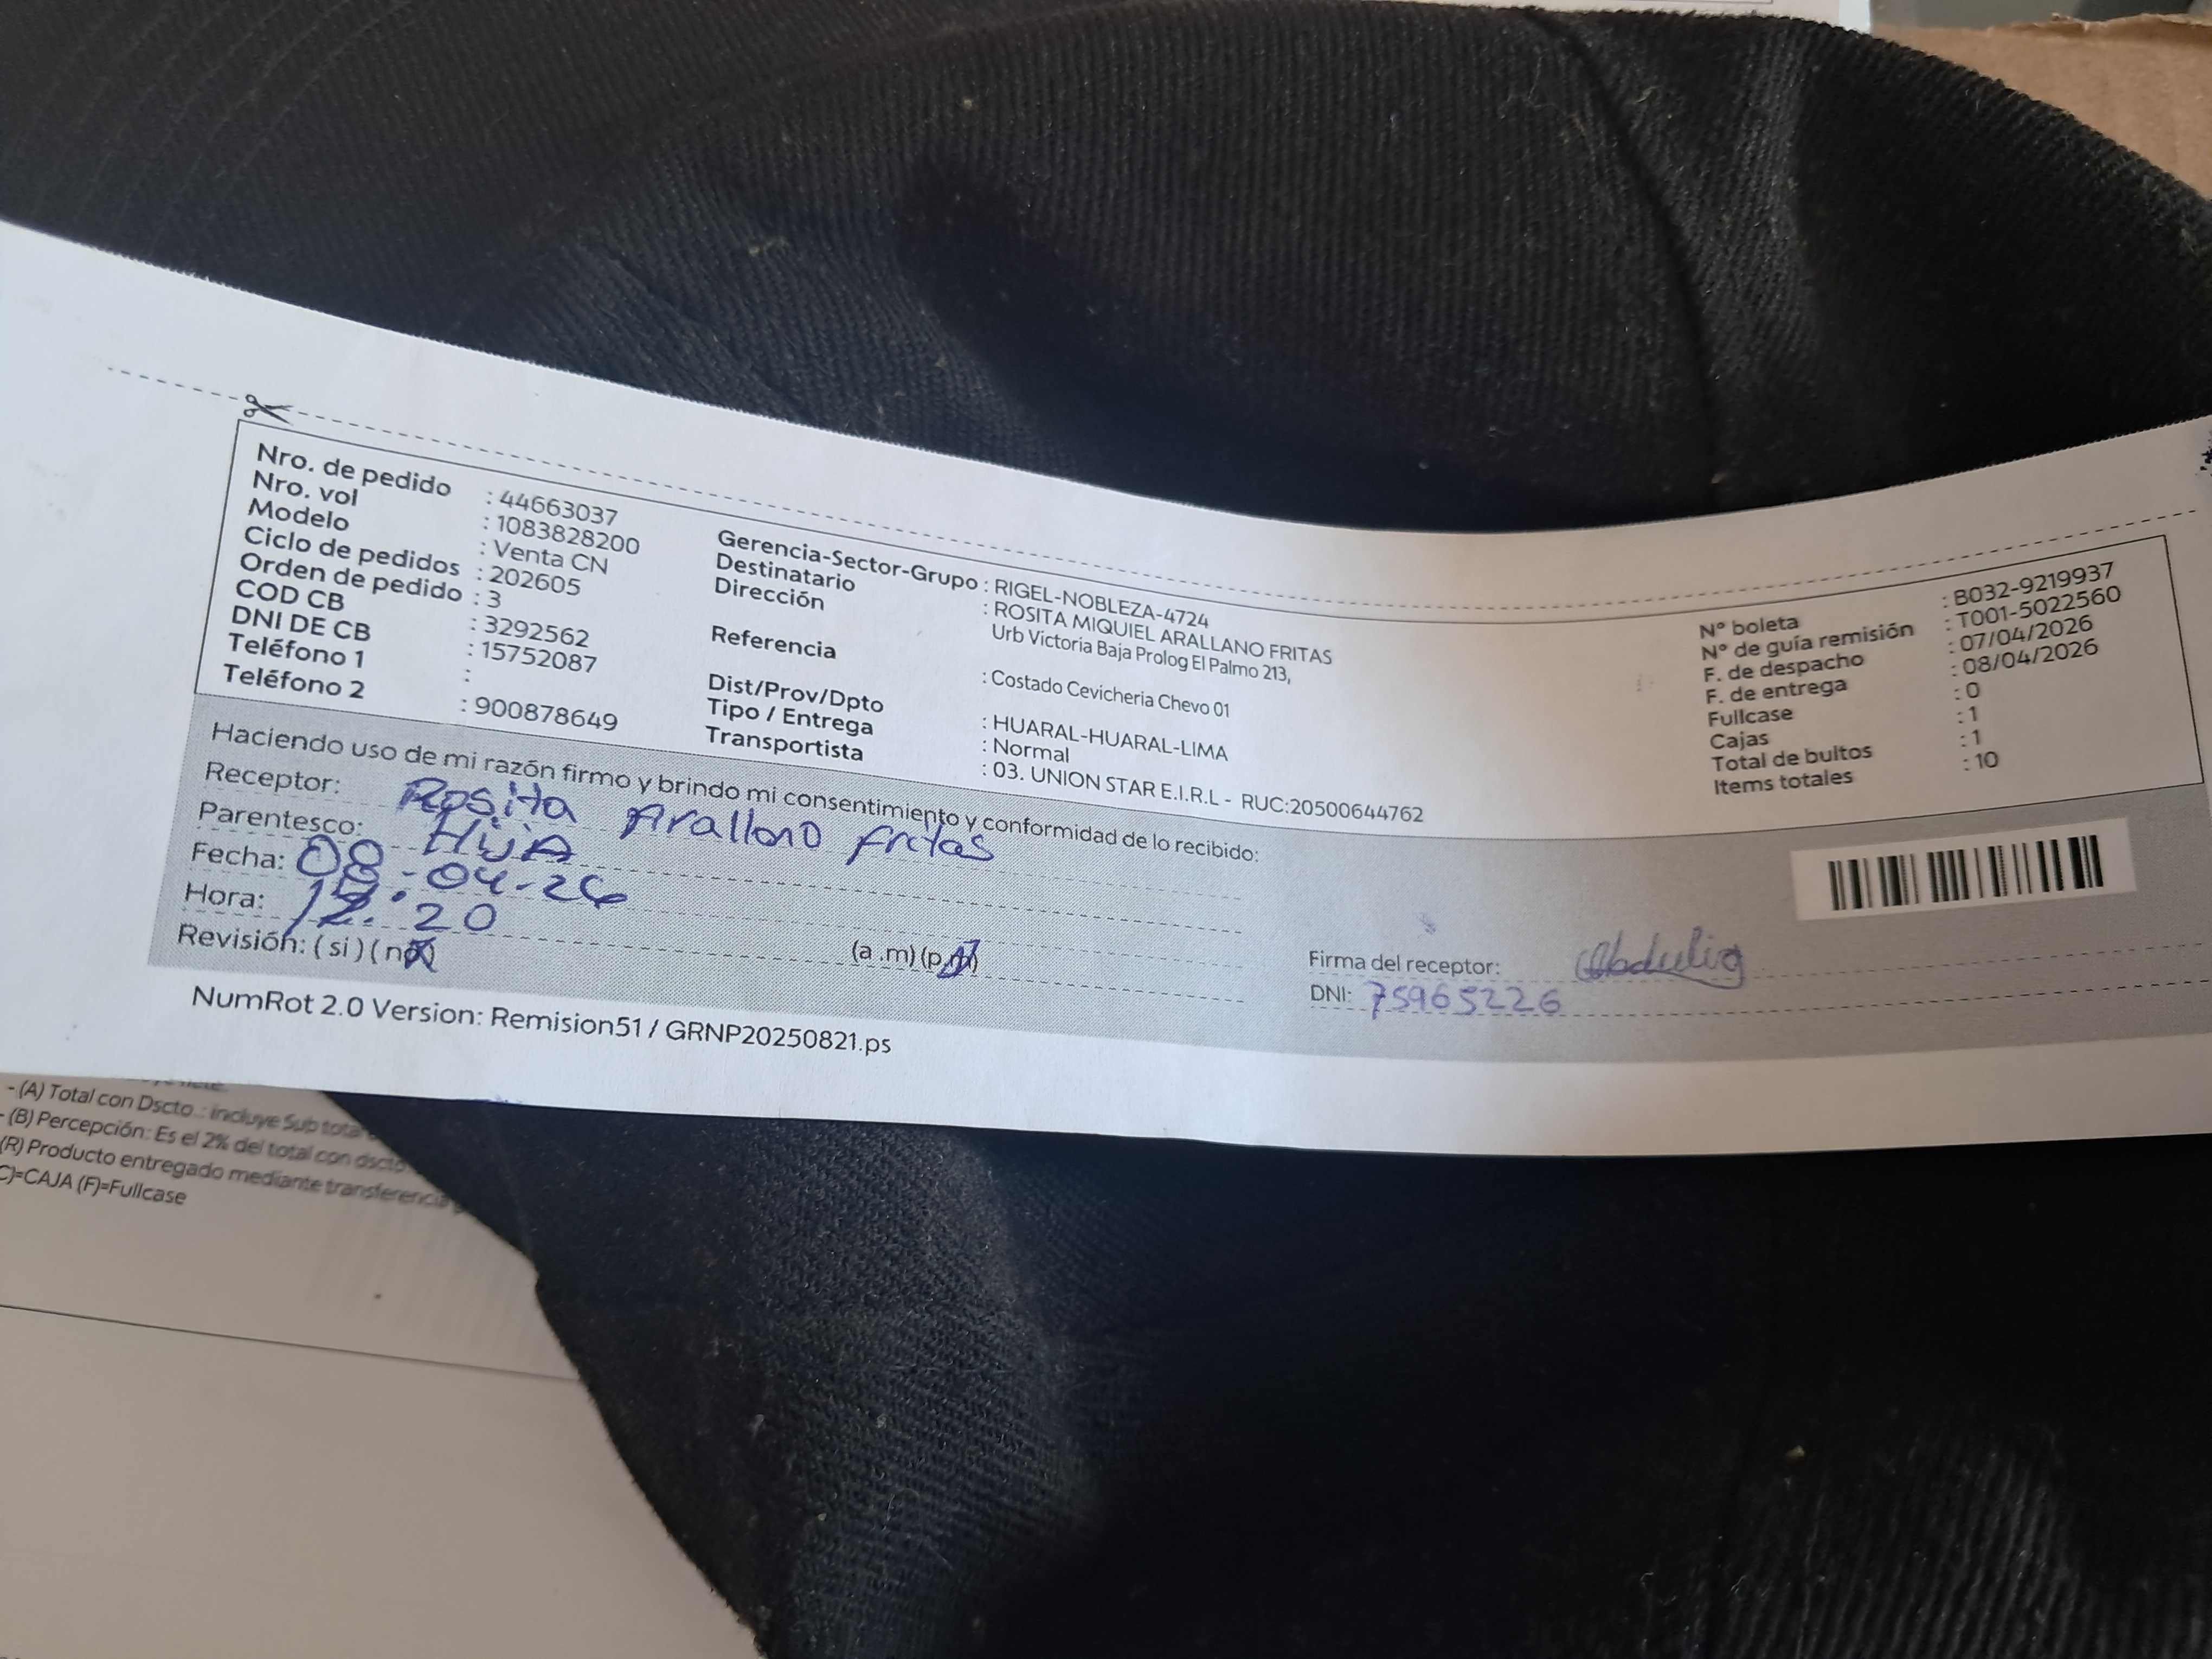 Nro. de pedido : 44663037
Nro. vol : 1083828200
Modelo : Venta CN
Ciclo de pedidos : 202605
Orden de pedido : 3
COD CB : 3292562
DNI DE CB : 15752087
Teléfono 1 :
Teléfono 2 : 900878649
Gerencia-Sector-Grupo : RIGEL-NOBLEZA-4724
Destinatario : ROSITA MIQUIEL ARALLANO FRITAS
Dirección Urb Victoria Baja Prolog El Palmo 213,
Referencia : Costado Cevicheria Chevo 01
Dist/Prov/Dpto : HUARAL-HUARAL-LIMA
Tipo / Entrega : Normal
Transportista : 03. UNION STAR E.I.R.L - RUC:20500644762
N° boleta : B032-9219937
N° de guía remisión : T001-5022560
F. de despacho : 07/04/2026
F. de entrega : 08/04/2026
Fullcase : 0
Cajas : 1
Total de bultos : 1
Items totales : 10
Haciendo uso de mi razón firmo y brindo mi consentimiento y conformidad de lo recibido:
Receptor: Rosita Arallano fritas
Parentesco: HijA
Fecha: 08-04-26
Hora: 12:20 (a .m) (p.m)
Revisión: ( si ) ( no)
Firma del receptor:
DNI: 75965226
NumRot 2.0 Version: Remision51 / GRNP20250821.ps
- (A) Total con Dscto .: incluye Sub total
- (B) Percepción: Es el 2% del total con dscto
(R) Producto entregado mediante transferencia
C)=CAJA (F)=Fullcase